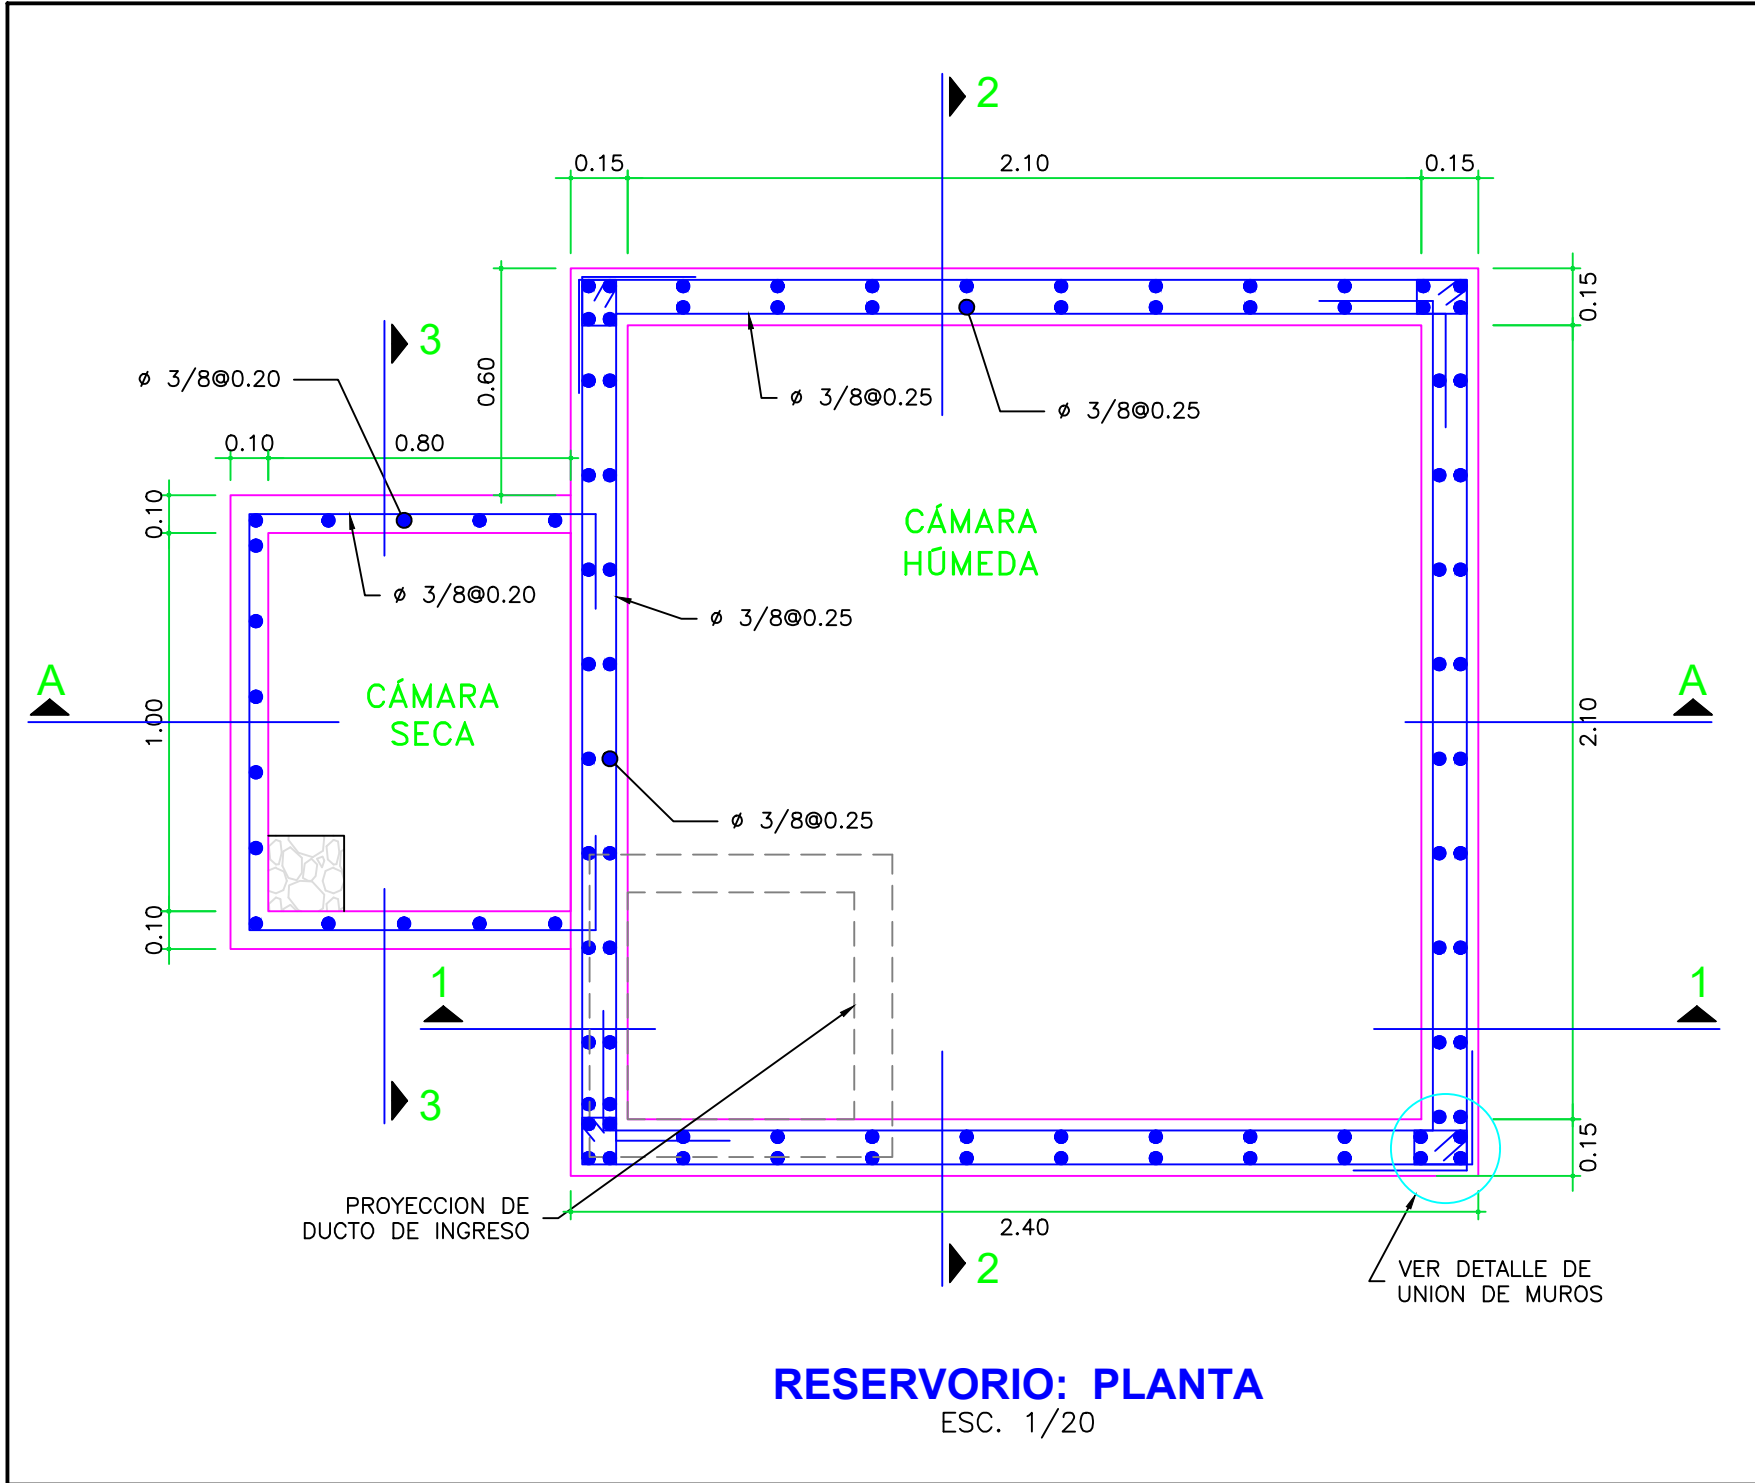 2
0.15
2.10
0.15
0.15
3
ø 3/8@0.20
0.60
ø 3/8@0.25
ø 3/8@0.25
0.10
0.80
0.10
CÁMARA
HÚMEDA
ø 3/8@0.20
ø 3/8@0.25
A
CÁMARA
SECA
A
1.00
2.10
ø 3/8@0.25
0.10
1
1
3
0.15
PROYECCION DE
DUCTO DE INGRESO
2.40
2
VER DETALLE DE
UNION DE MUROS
RESERVORIO: PLANTA
ESC. 1/20